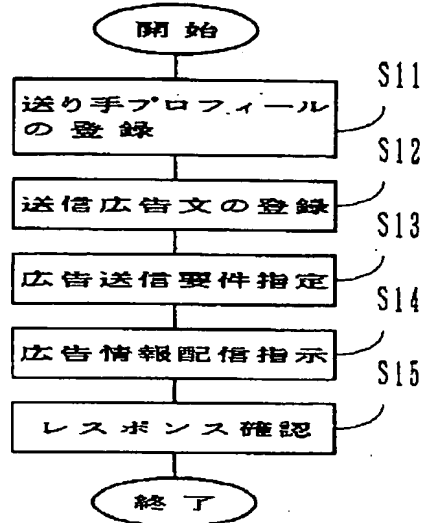 開始
S11
送り手プロフィール
の登録
S12
送信広告文の登録
S13
広告送信要件指定
S14
広告情報配信指示
S15
レスポンス確認
終了